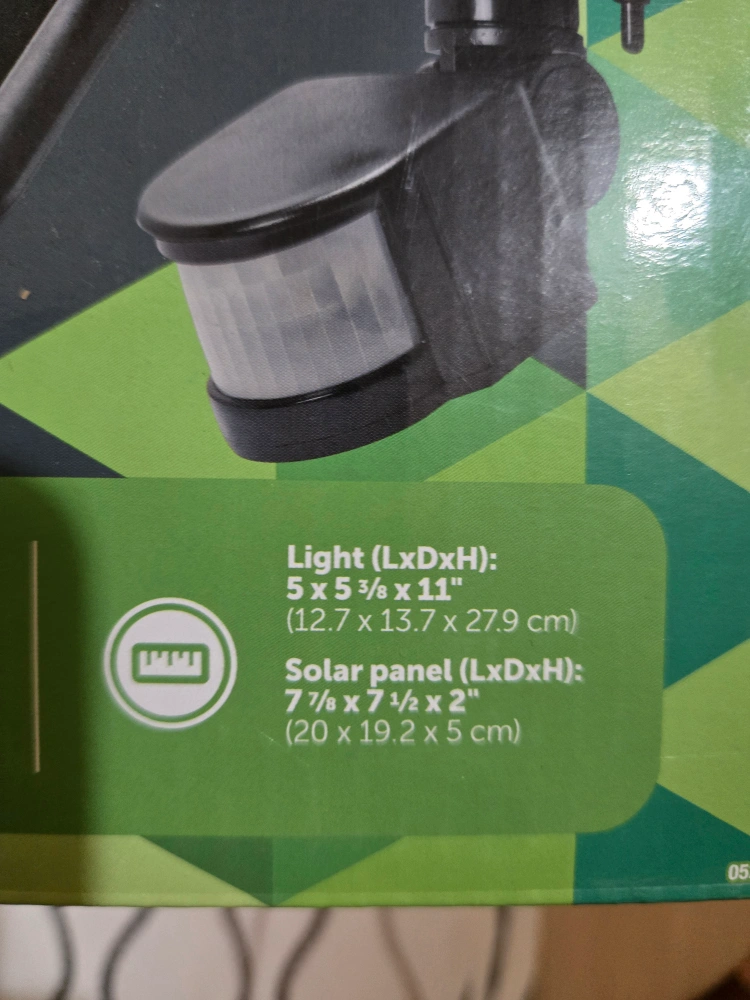 Light (LxDxH):
5 x 5 3/8 x 11"
(12.7 x 13.7 x 27.9 cm)
Solar panel (LxDxH):
7 7/8 x 7 1/2 x 2"
(20 x 19.2 x 5 cm)
05